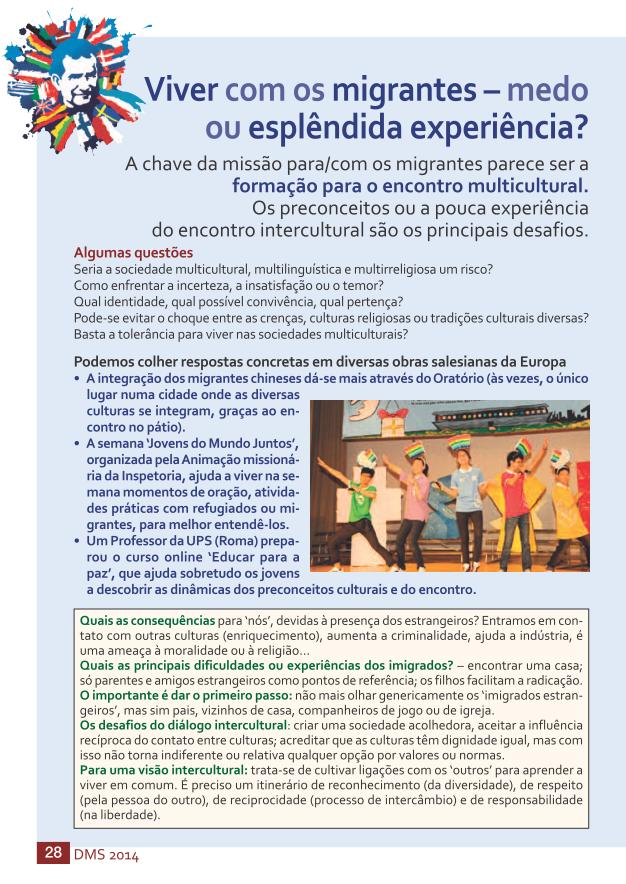 Viver com os migrantes – medo
ou esplêndida experiência?
A chave da missão para/com os migrantes parece ser a
formação para o encontro multicultural.
Os preconceitos ou a pouca experiência
do encontro intercultural são os principais desafios.
Algumas questões
Seria a sociedade multicultural, multilinguística e multirreligiosa um risco?
Como enfrentar a incerteza, a insatisfação ou o temor?
Qual identidade, qual possível convivência, qual pertença?
Pode-se evitar o choque entre as crenças, culturas religiosas ou tradições culturais diversas?
Basta a tolerância para viver nas sociedades multiculturais?
Podemos colher respostas concretas em diversas obras salesianas da Europa
• A integração dos migrantes chineses dá-se mais através do Oratório (às vezes, o único
lugar numa cidade onde as diversas
culturas se integram, graças ao en-
contro no pátio).
• A semana ‘Jovens do Mundo Juntos’,
organizada pela Animação missioná-
ria da Inspetoria, ajuda a viver na se-
mana momentos de oração, ativida-
des práticas com refugiados ou mi-
grantes, para melhor entendê-los.
• Um Professor da UPS (Roma) prepa-
rou o curso online ‘Educar para a
paz’, que ajuda sobretudo os jovens
a descobrir as dinâmicas dos preconceitos culturais e do encontro.
Quais as consequências para ‘nós’, devidas à presença dos estrangeiros? Entramos em con-
tato com outras culturas (enriquecimento), aumenta a criminalidade, ajuda a indústria, é
uma ameaça à moralidade ou à religião…
Quais as principais dificuldades ou experiências dos imigrados? – encontrar uma casa;
só parentes e amigos estrangeiros como pontos de referência; os filhos facilitam a radicação.
O importante é dar o primeiro passo: não mais olhar genericamente os ‘imigrados estran-
geiros’, mas sim pais, vizinhos de casa, companheiros de jogo ou de igreja.
Os desafios do diálogo intercultural: criar uma sociedade acolhedora, aceitar a influência
recíproca do contato entre culturas; acreditar que as culturas têm dignidade igual, mas com
isso não torna indiferente ou relativa qualquer opção por valores ou normas.
Para uma visão intercultural: trata-se de cultivar ligações com os ‘outros’ para aprender a
viver em comum. É preciso um itinerário de reconhecimento (da diversidade), de respeito
(pela pessoa do outro), de reciprocidade (processo de intercâmbio) e de responsabilidade
(na liberdade).
28 DMS 2014